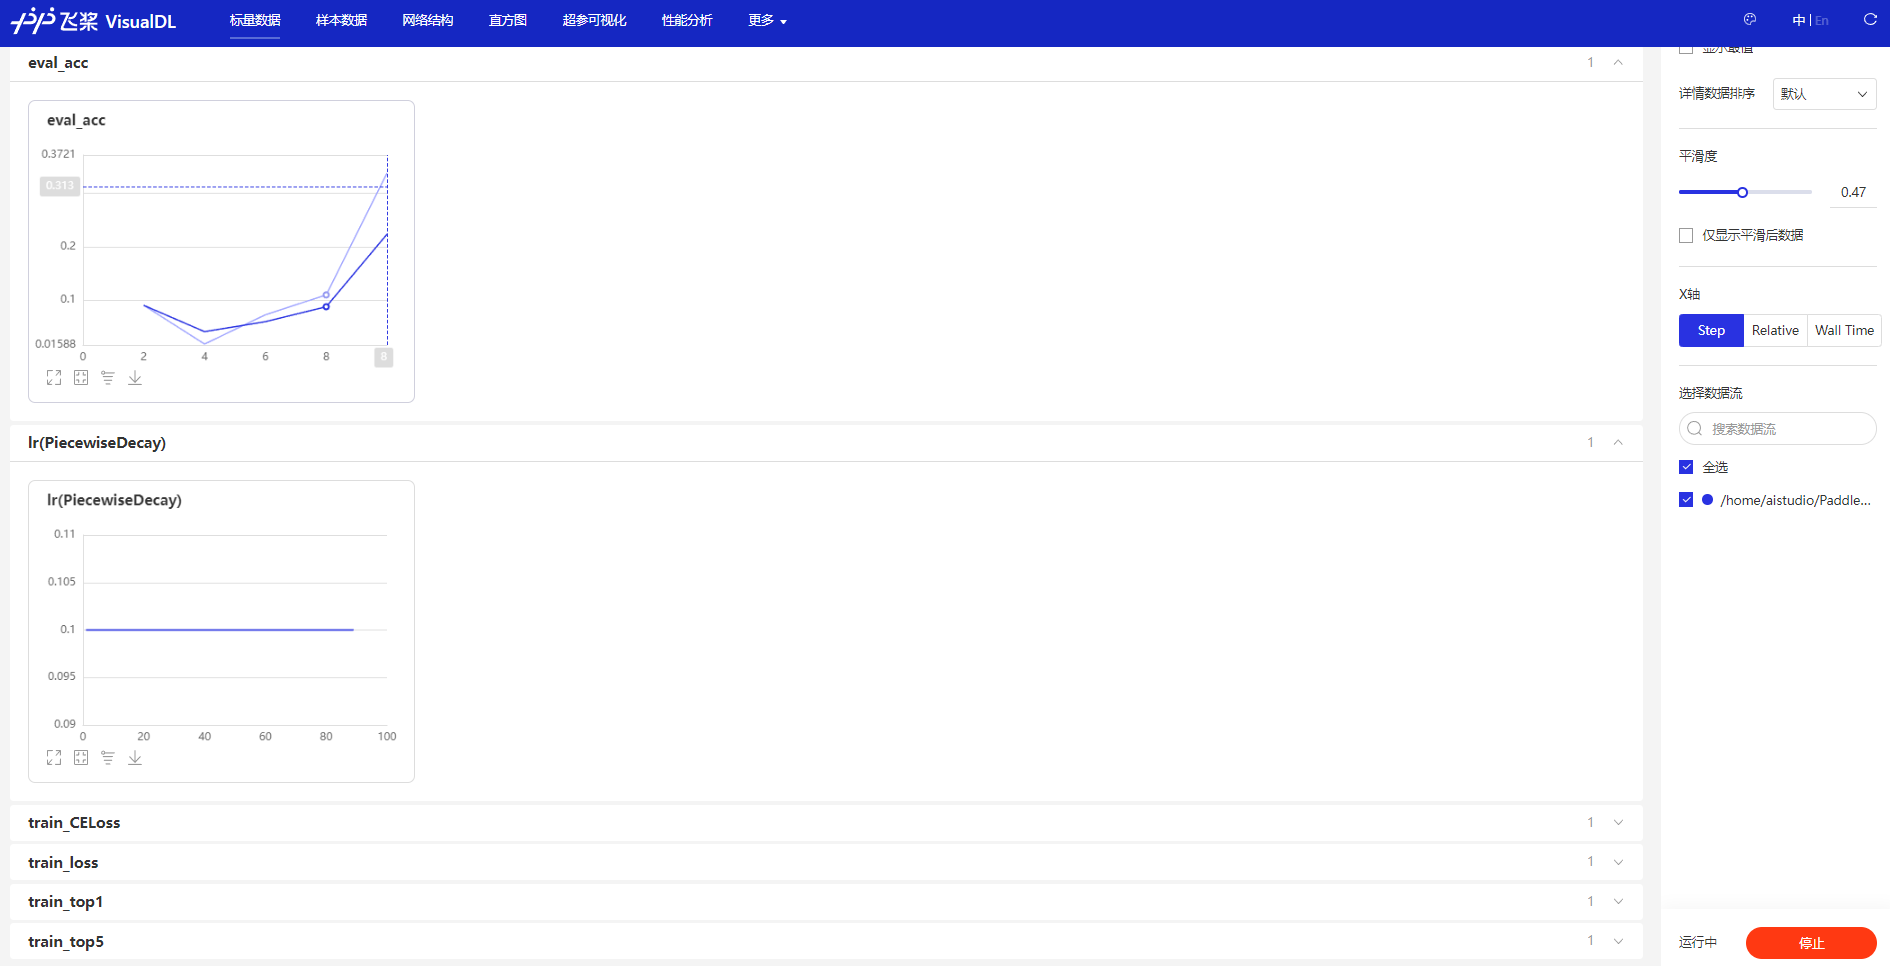 飞桨 VisualDL
标量数据
样本数据
网络结构
直方图
超参可视化
性能分析
更多
中 | En
eval_acc
1
eval_acc
0.3721
0.313
0.2
0.1
0.01588
0 2 4 6 8 8
lr(PiecewiseDecay)
1
lr(PiecewiseDecay)
0.11
0.105
0.1
0.095
0.09
0 20 40 60 80 100
train_CELoss
1
train_loss
1
train_top1
1
train_top5
1
显示最值
详情数据排序 默认
平滑度
0.47
仅显示平滑后数据
X轴
Step Relative Wall Time
选择数据流
搜索数据流
全选
/home/aistudio/Paddle...
运行中 停止